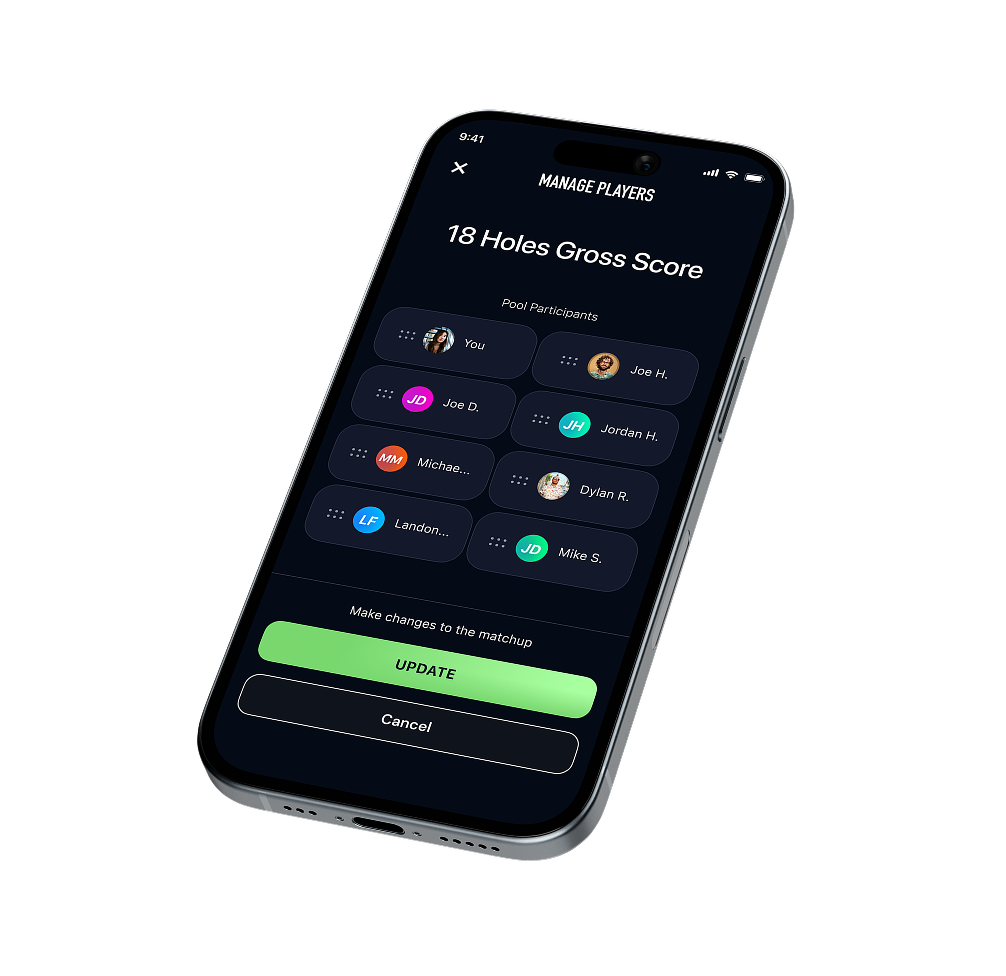 9:41
MANAGE PLAYERS
18 Holes Gross Score
Pool Participants
You
Joe H.
JD Joe D.
JH Jordan H.
MM Michae...
Dylan R.
LF Landon...
JD Mike S.
Make changes to the matchup
UPDATE
Cancel